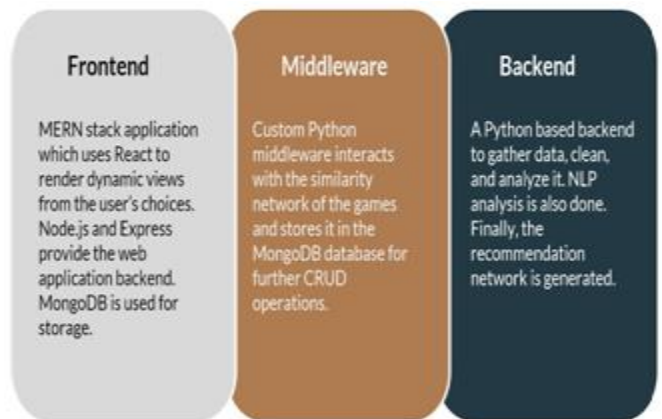 Frontend
MERN stack application
which uses React to
render dynamic views
from the user's choices.
Node.js and Express
provide the web
application backend.
MongoDB is used for
storage.
Middleware
Custom Python
middleware interacts
with the similarity
network of the games
and stores it in the
MongoDB database for
further CRUD
operations.
Backend
A Python based backend
to gather data, clean,
and analyze it. NLP
analysis is also done.
Finally, the
recommendation
network is generated.